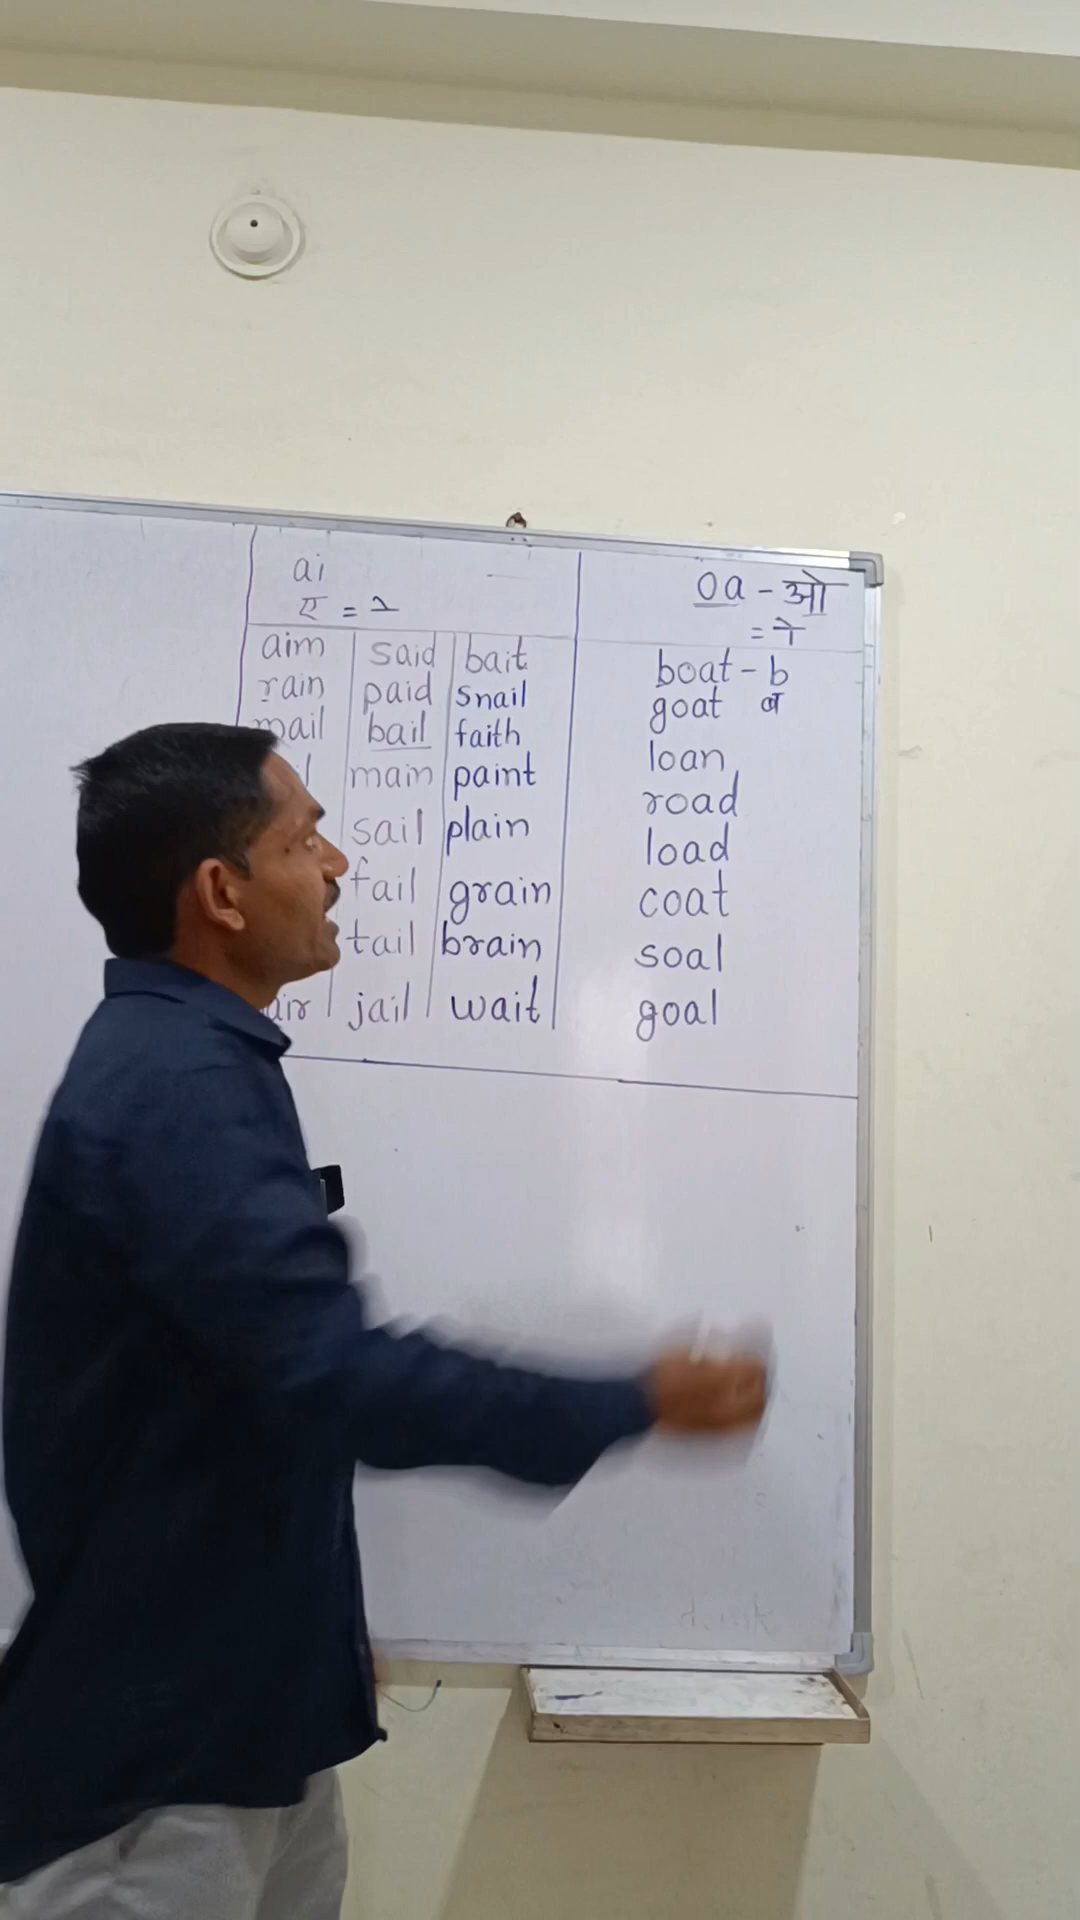 ai
ए = े
aim said bait
rain paid snail
mail bail faith
main paint
sail plain
fail grain
tail brain
jail wait
oa - ओ
= ो
boat - b
goat ब
loan
road
load
coat
soal
goal